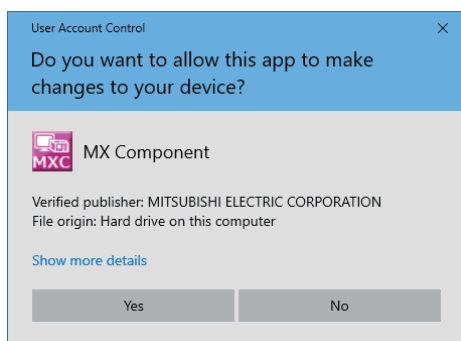 User Account Control
Do you want to allow this app to make
changes to your device?
MXC
MX Component
Verified publisher: MITSUBISHI ELECTRIC CORPORATION
File origin: Hard drive on this computer
Show more details
Yes
No